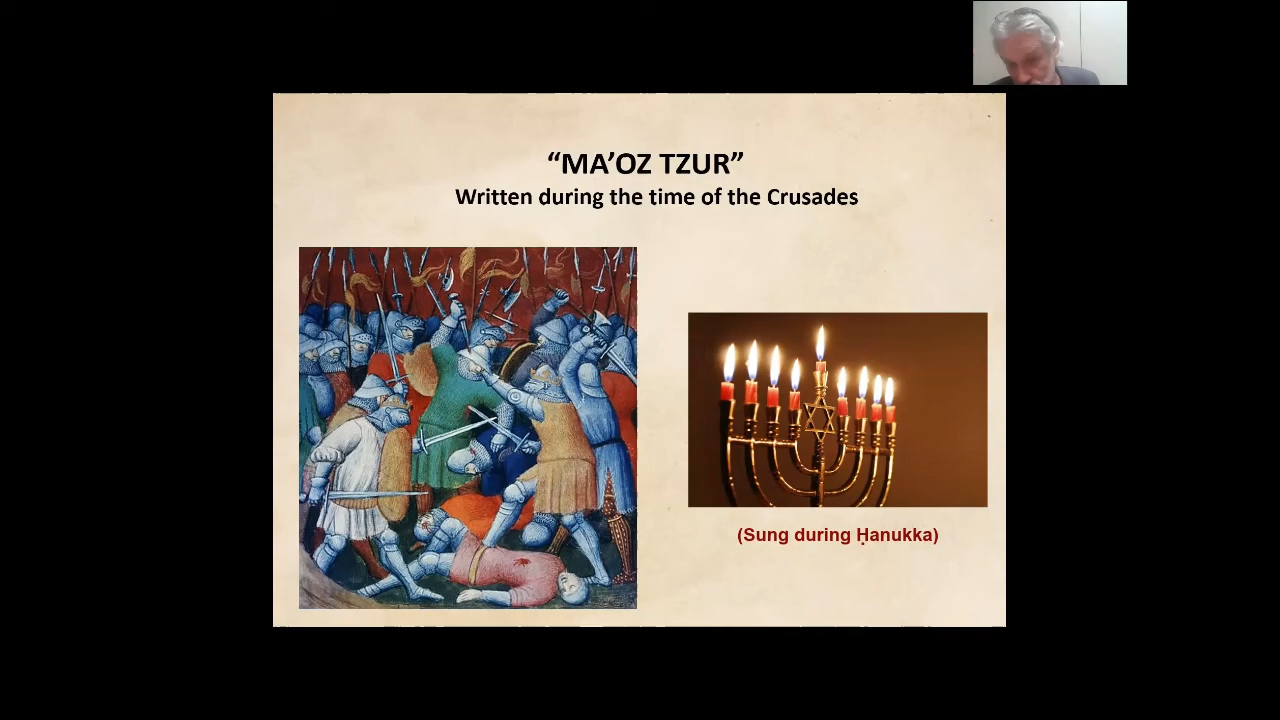 “MA’OZ TZUR”
Written during the time of the Crusades
(Sung during Ḥanukka)